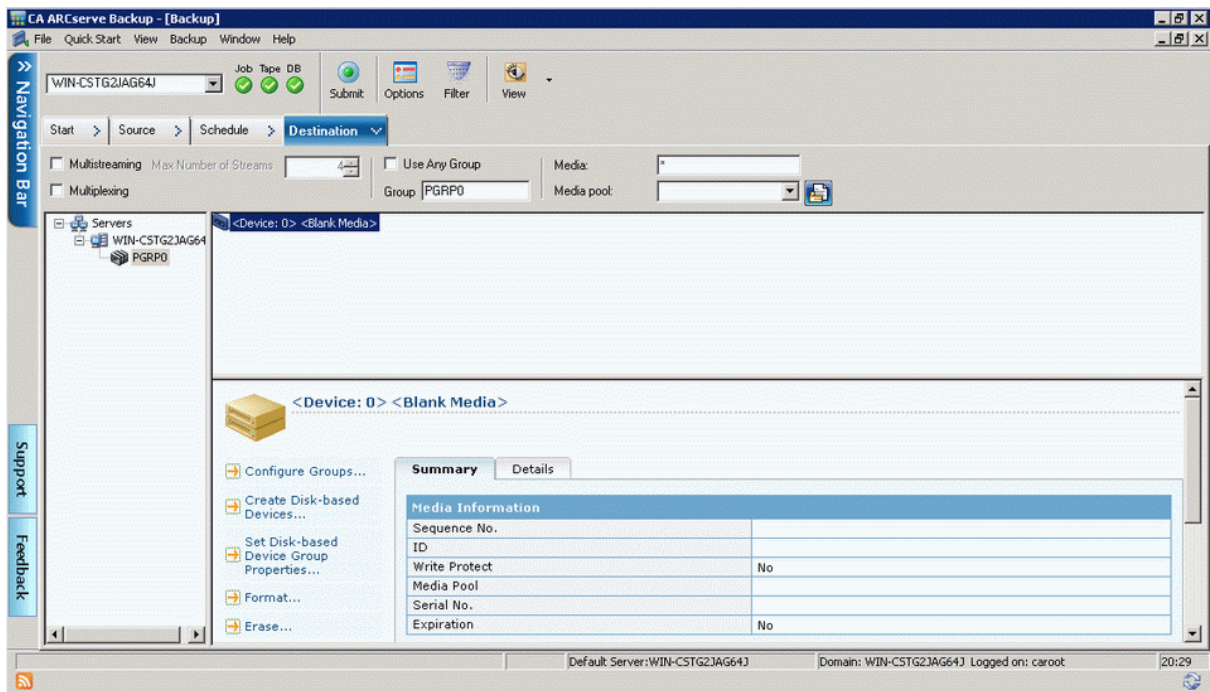 CA ARCserve Backup - [Backup]
File Quick Start View Backup Window Help
Navigation Bar
WIN-CSTG2JAG64J
Job Tape DB
Submit Options Filter View
Start Source Schedule Destination
Multistreaming Max Number of Streams 4
Use Any Group
Media: *
Multiplexing
Group PGRP0
Media pool:
Servers
WIN-CSTG2JAG64
PGRP0
<Device: 0> <Blank Media>
<Device: 0> <Blank Media>
Support
Feedback
Configure Groups...
Create Disk-based
Devices...
Set Disk-based
Device Group
Properties...
Format...
Erase...
Summary Details
Media Information
Sequence No.
ID
Write Protect No
Media Pool
Serial No.
Expiration No
Default Server:WIN-CSTG2JAG64J Domain: WIN-CSTG2JAG64J Logged on: caroot 20:29